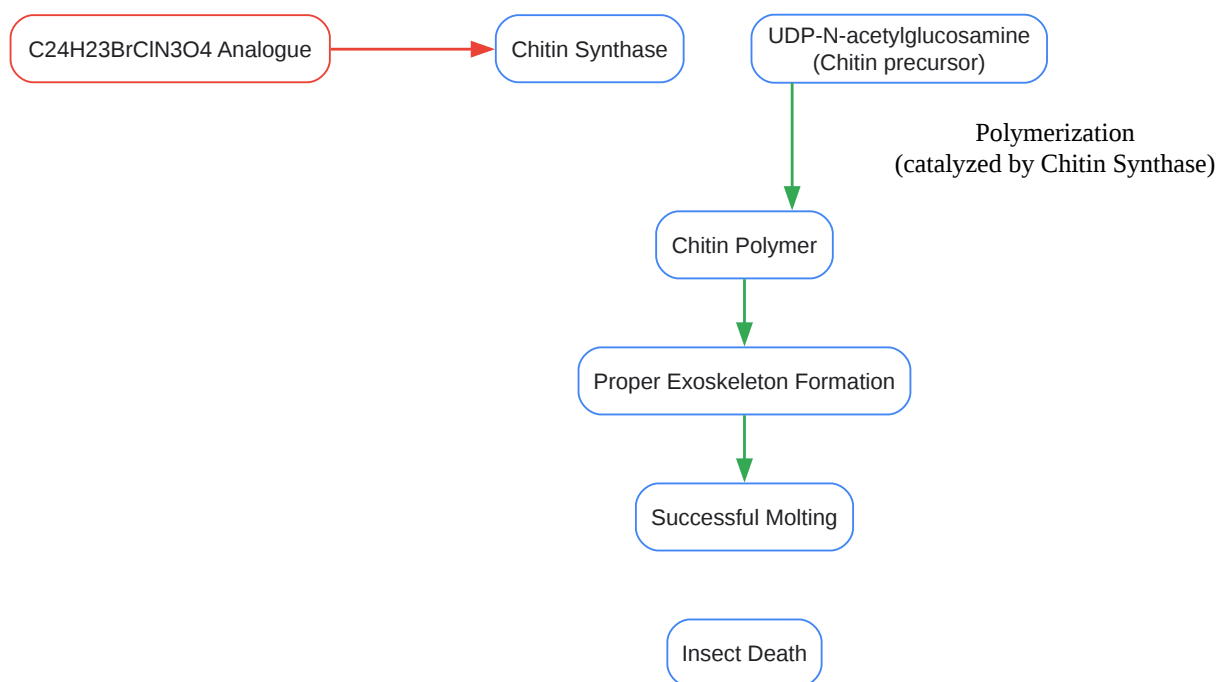 C24H23BrClN3O4 Analogue
Chitin Synthase
UDP-N-acetylglucosamine
(Chitin precursor)
Polymerization
(catalyzed by Chitin Synthase)
Chitin Polymer
Proper Exoskeleton Formation
Successful Molting
Insect Death